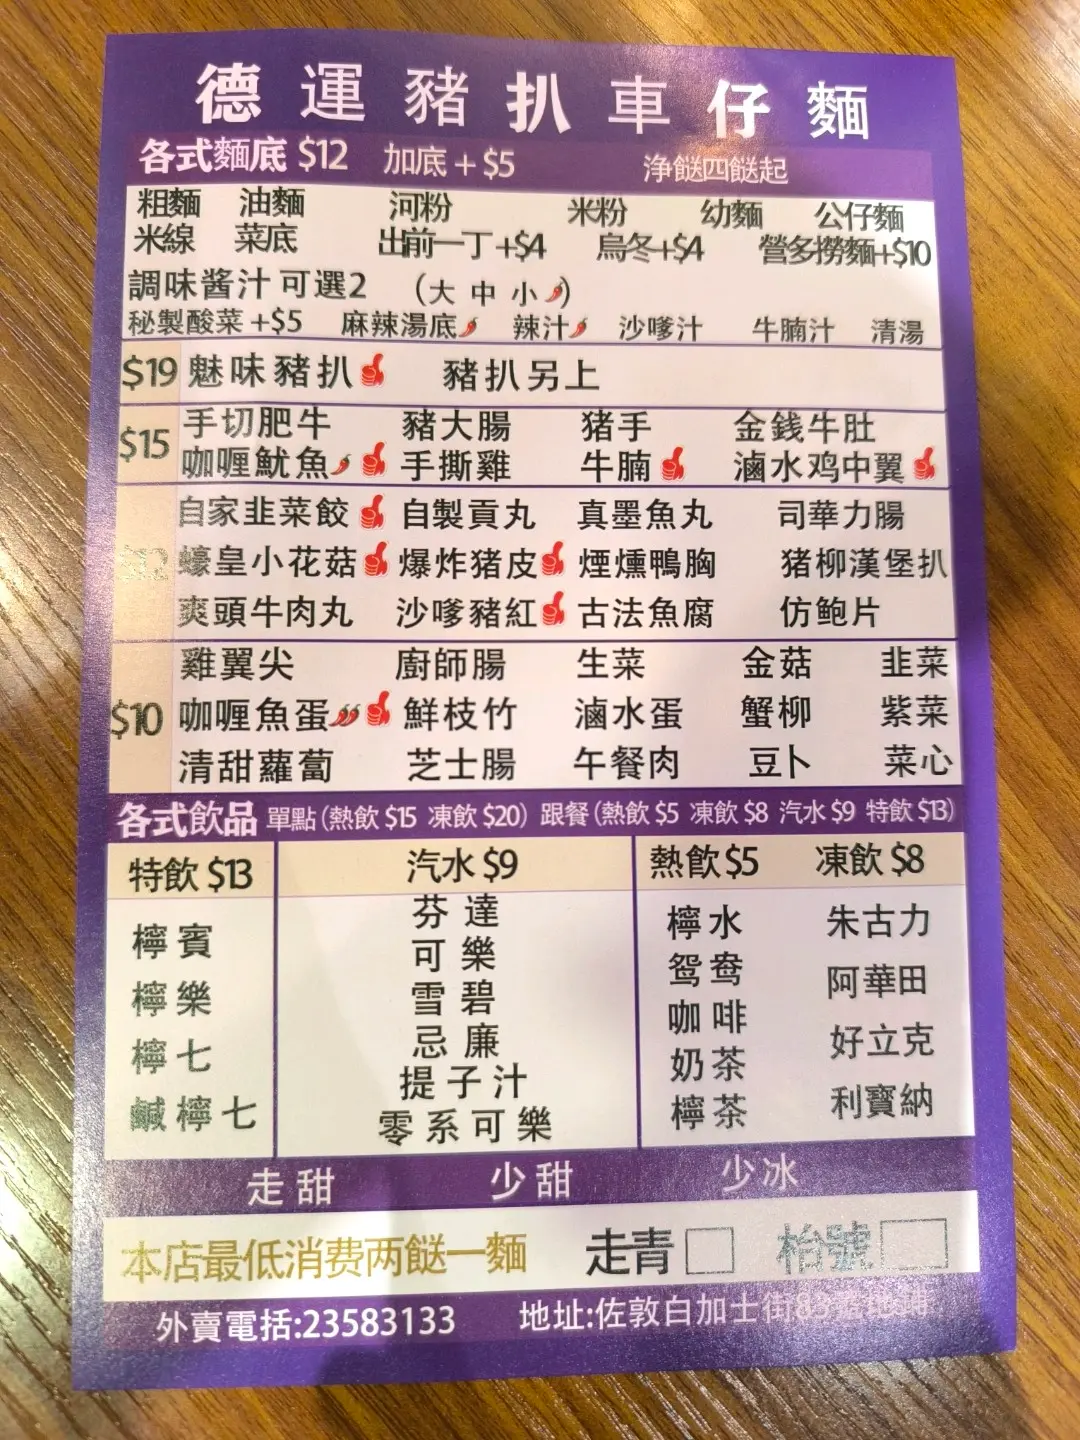 德運豬扒車仔麵
各式麵底 $12 加底 + $5 浄餸四餸起
粗麵 油麵 河粉 米粉 幼麵 公仔麵
米線 菜底 出前一丁+$4 烏冬+$4 營多撈麵+$10
調味醬汁可選2 (大 中 小)
秘製酸菜 +$5 麻辣湯底 辣汁 沙嗲汁 牛腩汁 清湯
$19 魅味豬扒 豬扒另上
$15 手切肥牛 豬大腸 猪手 金銭牛肚
咖喱魷魚 手撕雞 牛腩 滷水鸡中翼
$12 自家韭菜餃 自製貢丸 真墨魚丸 司華力腸
蠔皇小花菇 爆炸猪皮 煙燻鴨胸 猪柳漢堡扒
爽頭牛肉丸 沙嗲豬紅 古法魚腐 仿鲍片
$10 雞翼尖 廚師腸 生菜 金菇 韭菜
咖喱魚蛋 鮮枝竹 滷水蛋 蟹柳 紫菜
清甜蘿蔔 芝士腸 午餐肉 豆卜 菜心
各式飲品 單點 (熱飲 $15 凍飲 $20) 跟餐 (熱飲 $5 凍飲 $8 汽水 $9 特飲 $13)
特飲 $13 汽水 $9 熱飲$5 凍飲 $8
檸賓
檸樂
檸七
鹹檸七
芬達
可樂
雪碧
忌廉
提子汁
零系可樂
檸水
鸳鸯
咖啡
奶茶
檸茶
朱古力
阿華田
好立克
利寶納
走甜 少甜 少冰
本店最低消费两餸一麵 走青 枱號
外賣電括:23583133 地址:佐敦白加士街83號地鋪